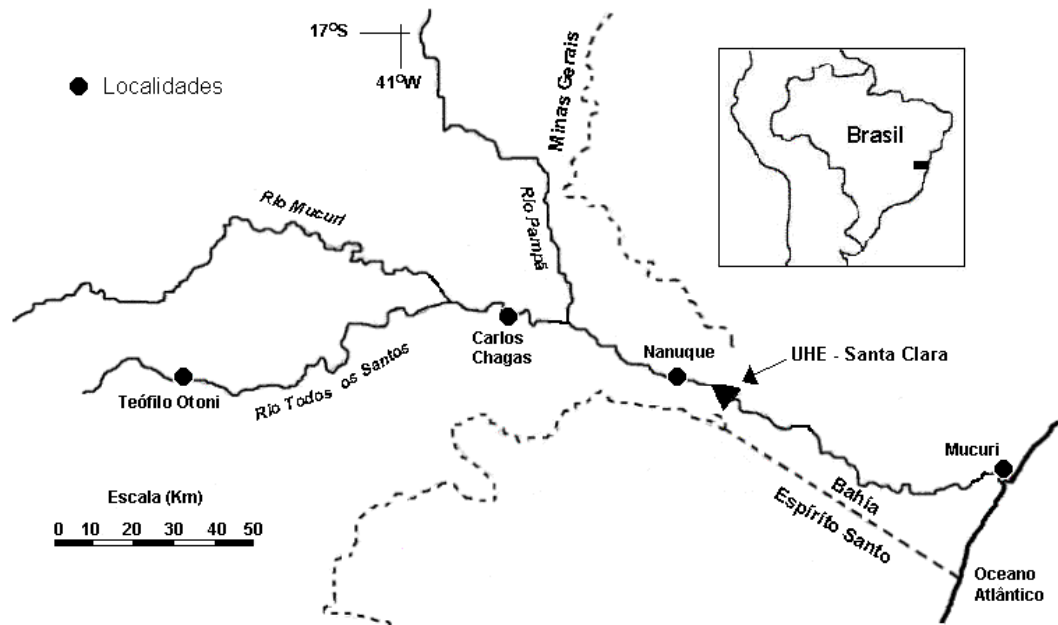 17°S
41°W
Localidades
Minas Gerais
Brasil
Rio Mucuri
Rio Pampã
Carlos
Chagas
Nanuque
UHE - Santa Clara
Teófilo Otoni
Rio Todos os Santos
Mucuri
Bahia
Espírito Santo
Escala (Km)
0 10 20 30 40 50
Oceano
Atlântico